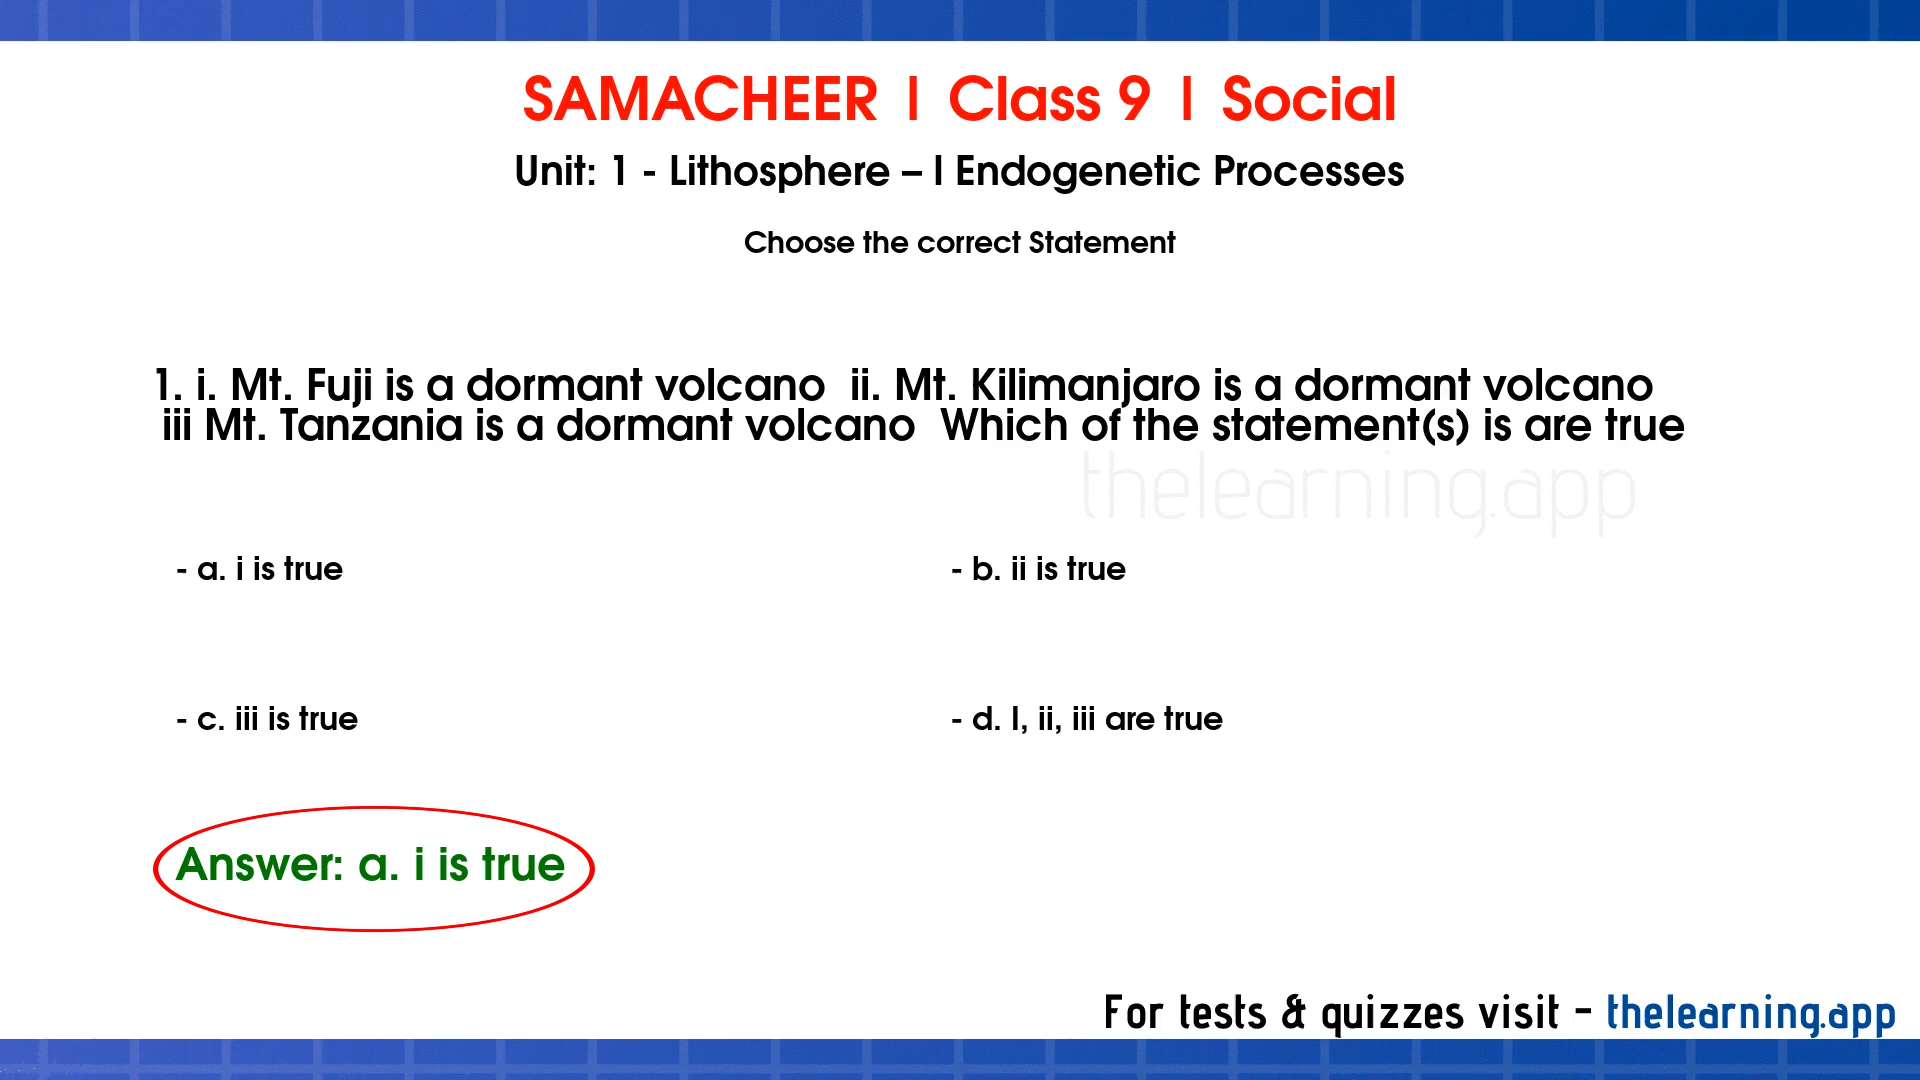 SAMACHEER | Class 9 | Social
Unit: 1 - Lithosphere – I Endogenetic Processes
Choose the correct Statement
1. i. Mt. Fuji is a dormant volcano  ii. Mt. Kilimanjaro is a dormant volcano
iii Mt. Tanzania is a dormant volcano  Which of the statement(s) is are true
thelearning.app
- a. i is true
- b. ii is true
- c. iii is true
- d. I, ii, iii are true
Answer: a. i is true
For tests & quizzes visit - thelearning.app